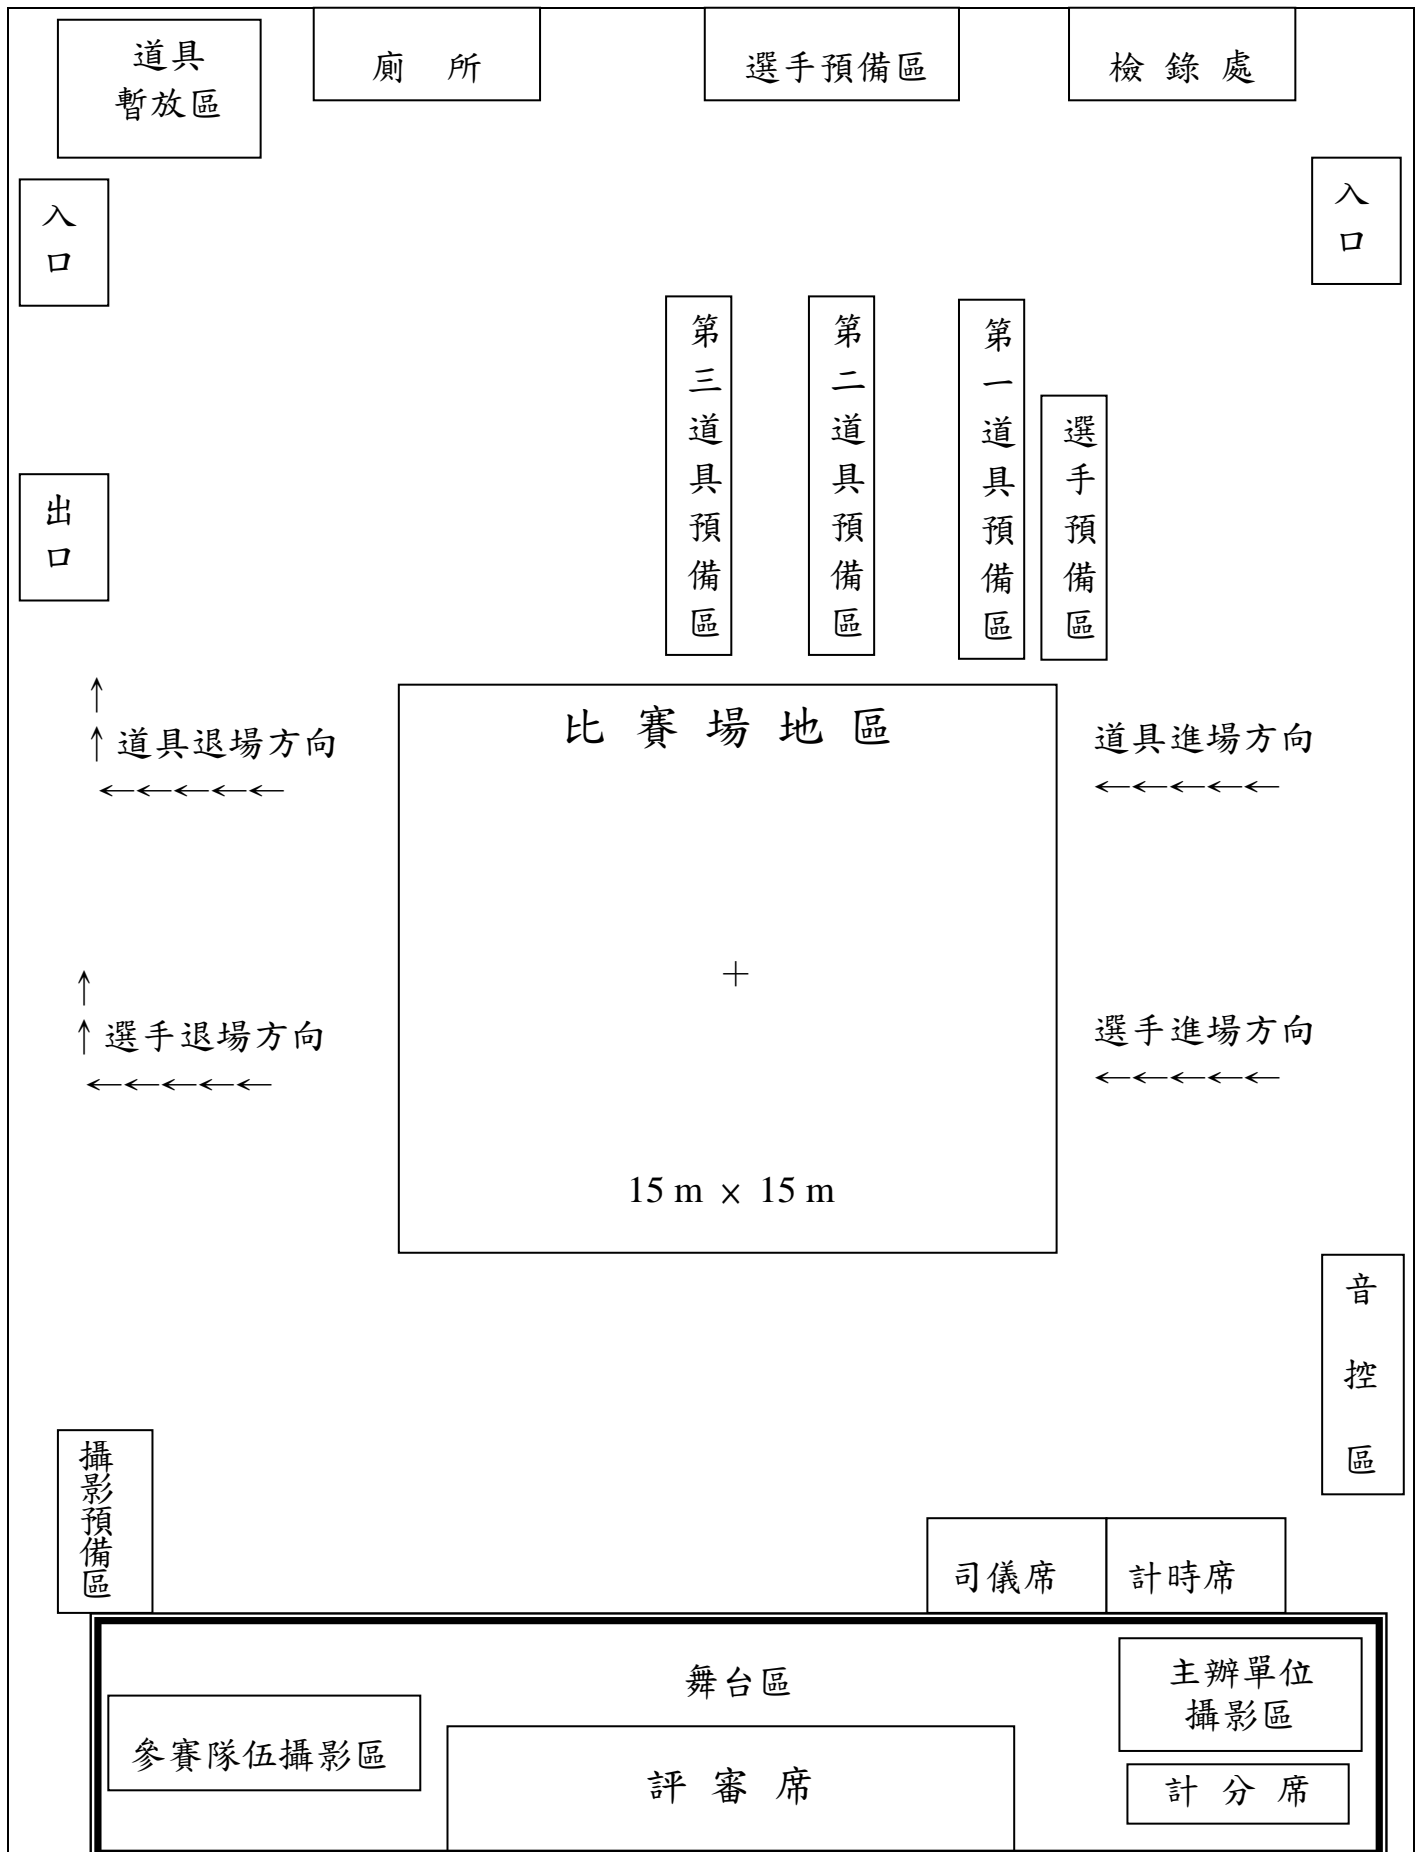 道具
暫放區
廁 所
選手預備區
檢 錄 處
入口
入口
第三道具預備區
第二道具預備區
第一道具預備區
選手預備區
出口
↑
↑道具退場方向
←←←←←
比 賽 場 地 區
道具進場方向
←←←←←
＋
↑
↑選手退場方向
←←←←←
選手進場方向
←←←←←
15 m × 15 m
音控區
攝影預備區
司儀席
計時席
舞台區
主辦單位
攝影區
參賽隊伍攝影區
評 審 席
計 分 席